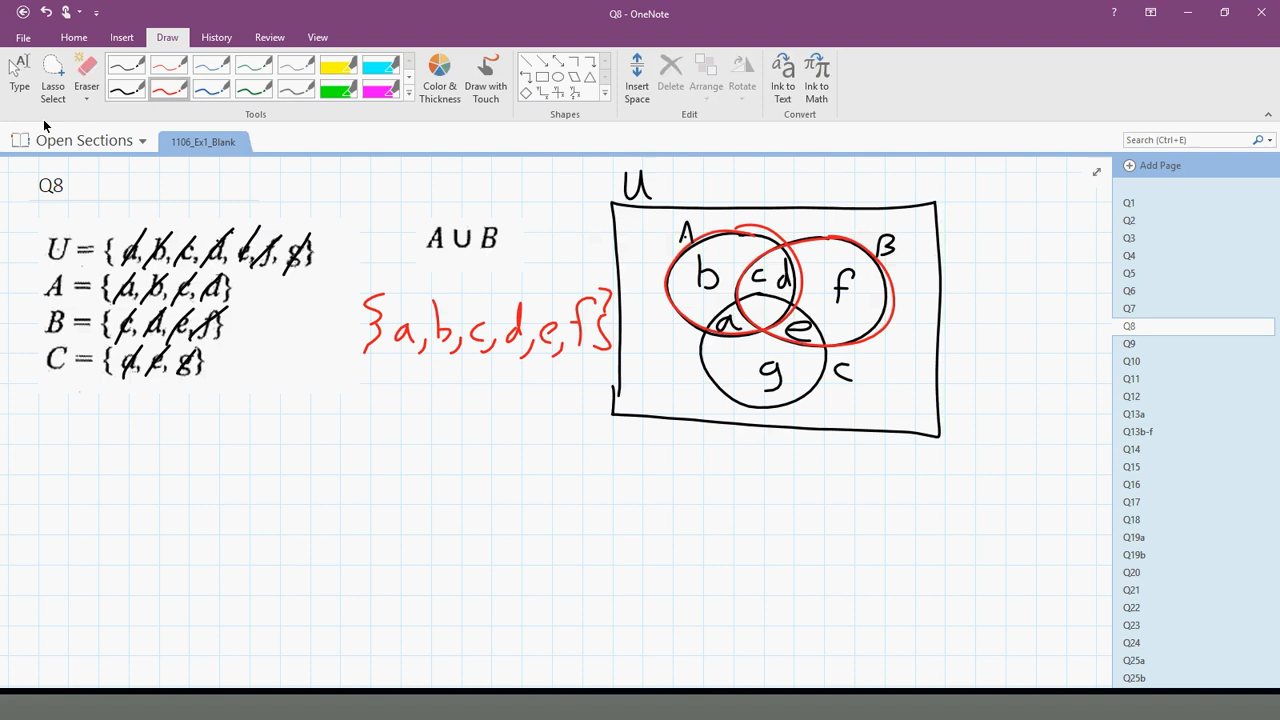 Q8 - OneNote
?
File
Home
Insert
Draw
History
Review
View
Type
Lasso Select
Eraser
Color & Thickness
Draw with Touch
Insert Space
Delete
Arrange
Rotate
Ink to Text
Ink to Math
Tools
Shapes
Edit
Convert
Open Sections
1106_Ex1_Blank
Search (Ctrl+E)
Q8
U = {a, b, c, d, e, f, g}
A = {a, b, c, d}
B = {c, d, e, f}
C = {a, e, g}
A ∪ B
{a, b, c, d, e, f}
U
A
B
b
c
d
f
a
e
g
C
Add Page
Q1
Q2
Q3
Q4
Q5
Q6
Q7
Q8
Q9
Q10
Q11
Q12
Q13a
Q13b-f
Q14
Q15
Q16
Q17
Q18
Q19a
Q19b
Q20
Q21
Q22
Q23
Q24
Q25a
Q25b